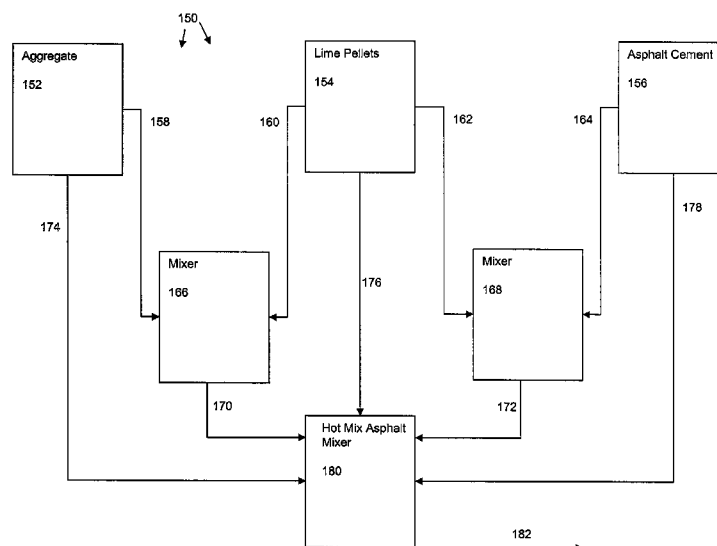 150
Aggregate
152
Lime Pellets
154
Asphalt Cement
156
158
160
162
164
174
178
Mixer
166
176
Mixer
168
170
172
Hot Mix Asphalt
Mixer
180
182